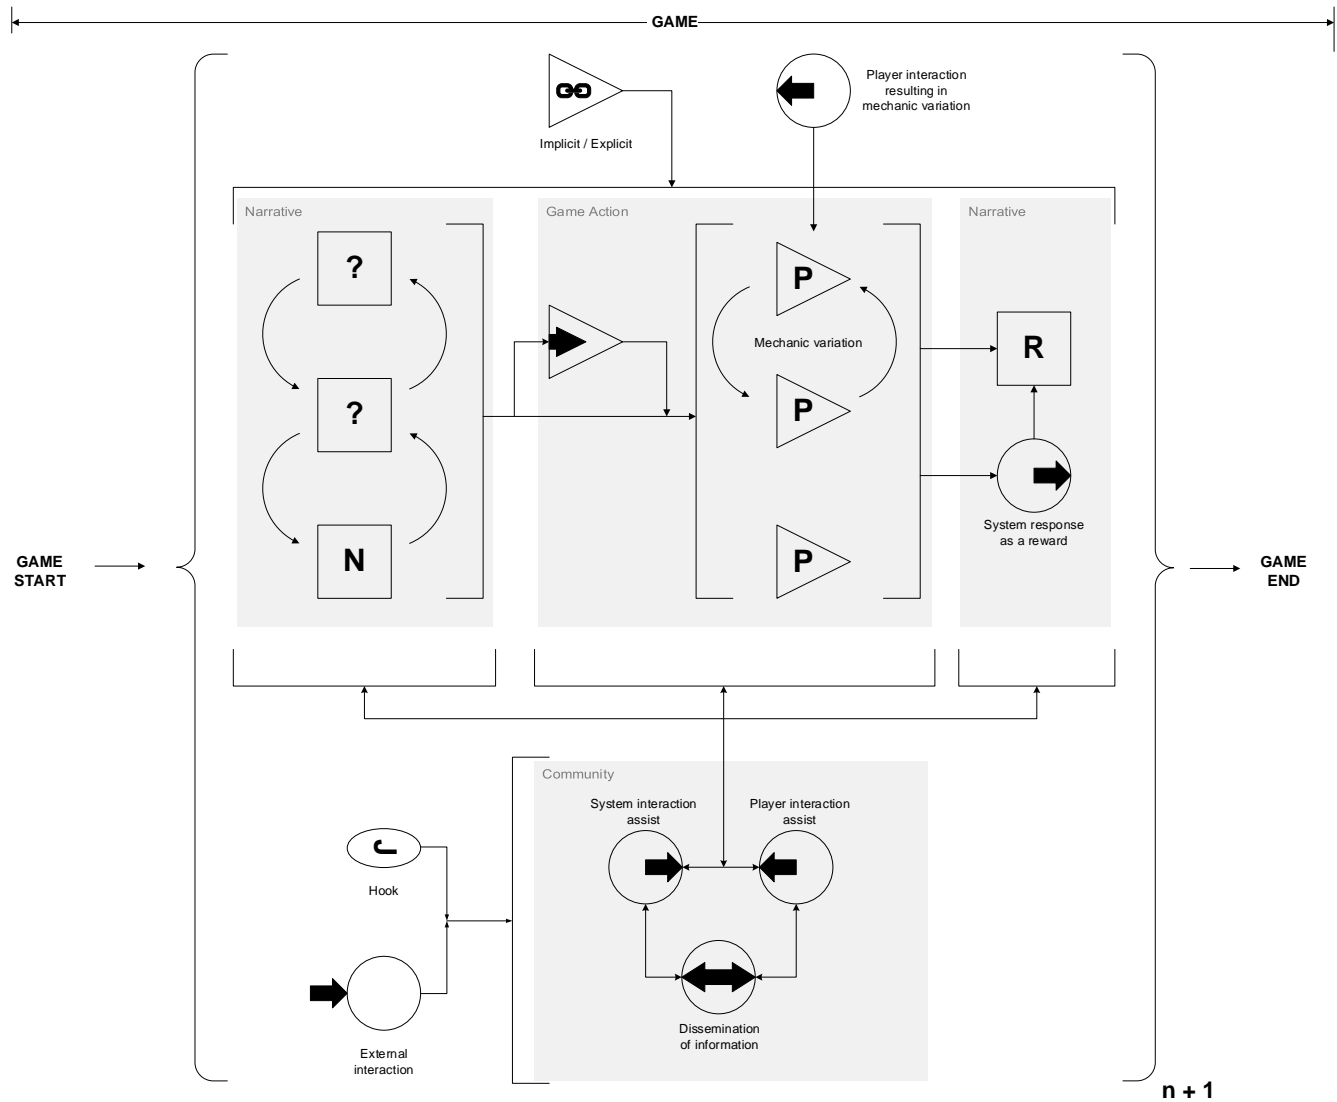 GAME
Implicit / Explicit
Player interaction
resulting in
mechanic variation
Narrative
?
?
N
Game Action
P
Mechanic variation
P
P
Narrative
R
System response
as a reward
GAME
START
GAME
END
Community
System interaction
assist
Player interaction
assist
Dissemination
of information
Hook
External
interaction
n + 1